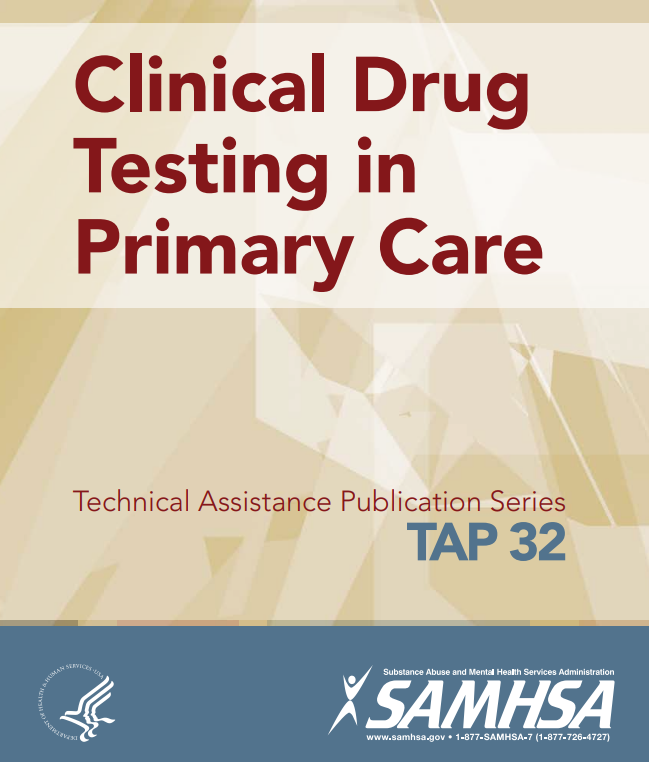 Clinical Drug
Testing in
Primary Care
Technical Assistance Publication Series
TAP 32
DEPARTMENT OF HEALTH & HUMAN SERVICES • USA
Substance Abuse and Mental Health Services Administration
SAMHSA
www.samhsa.gov • 1-877-SAMHSA-7 (1-877-726-4727)